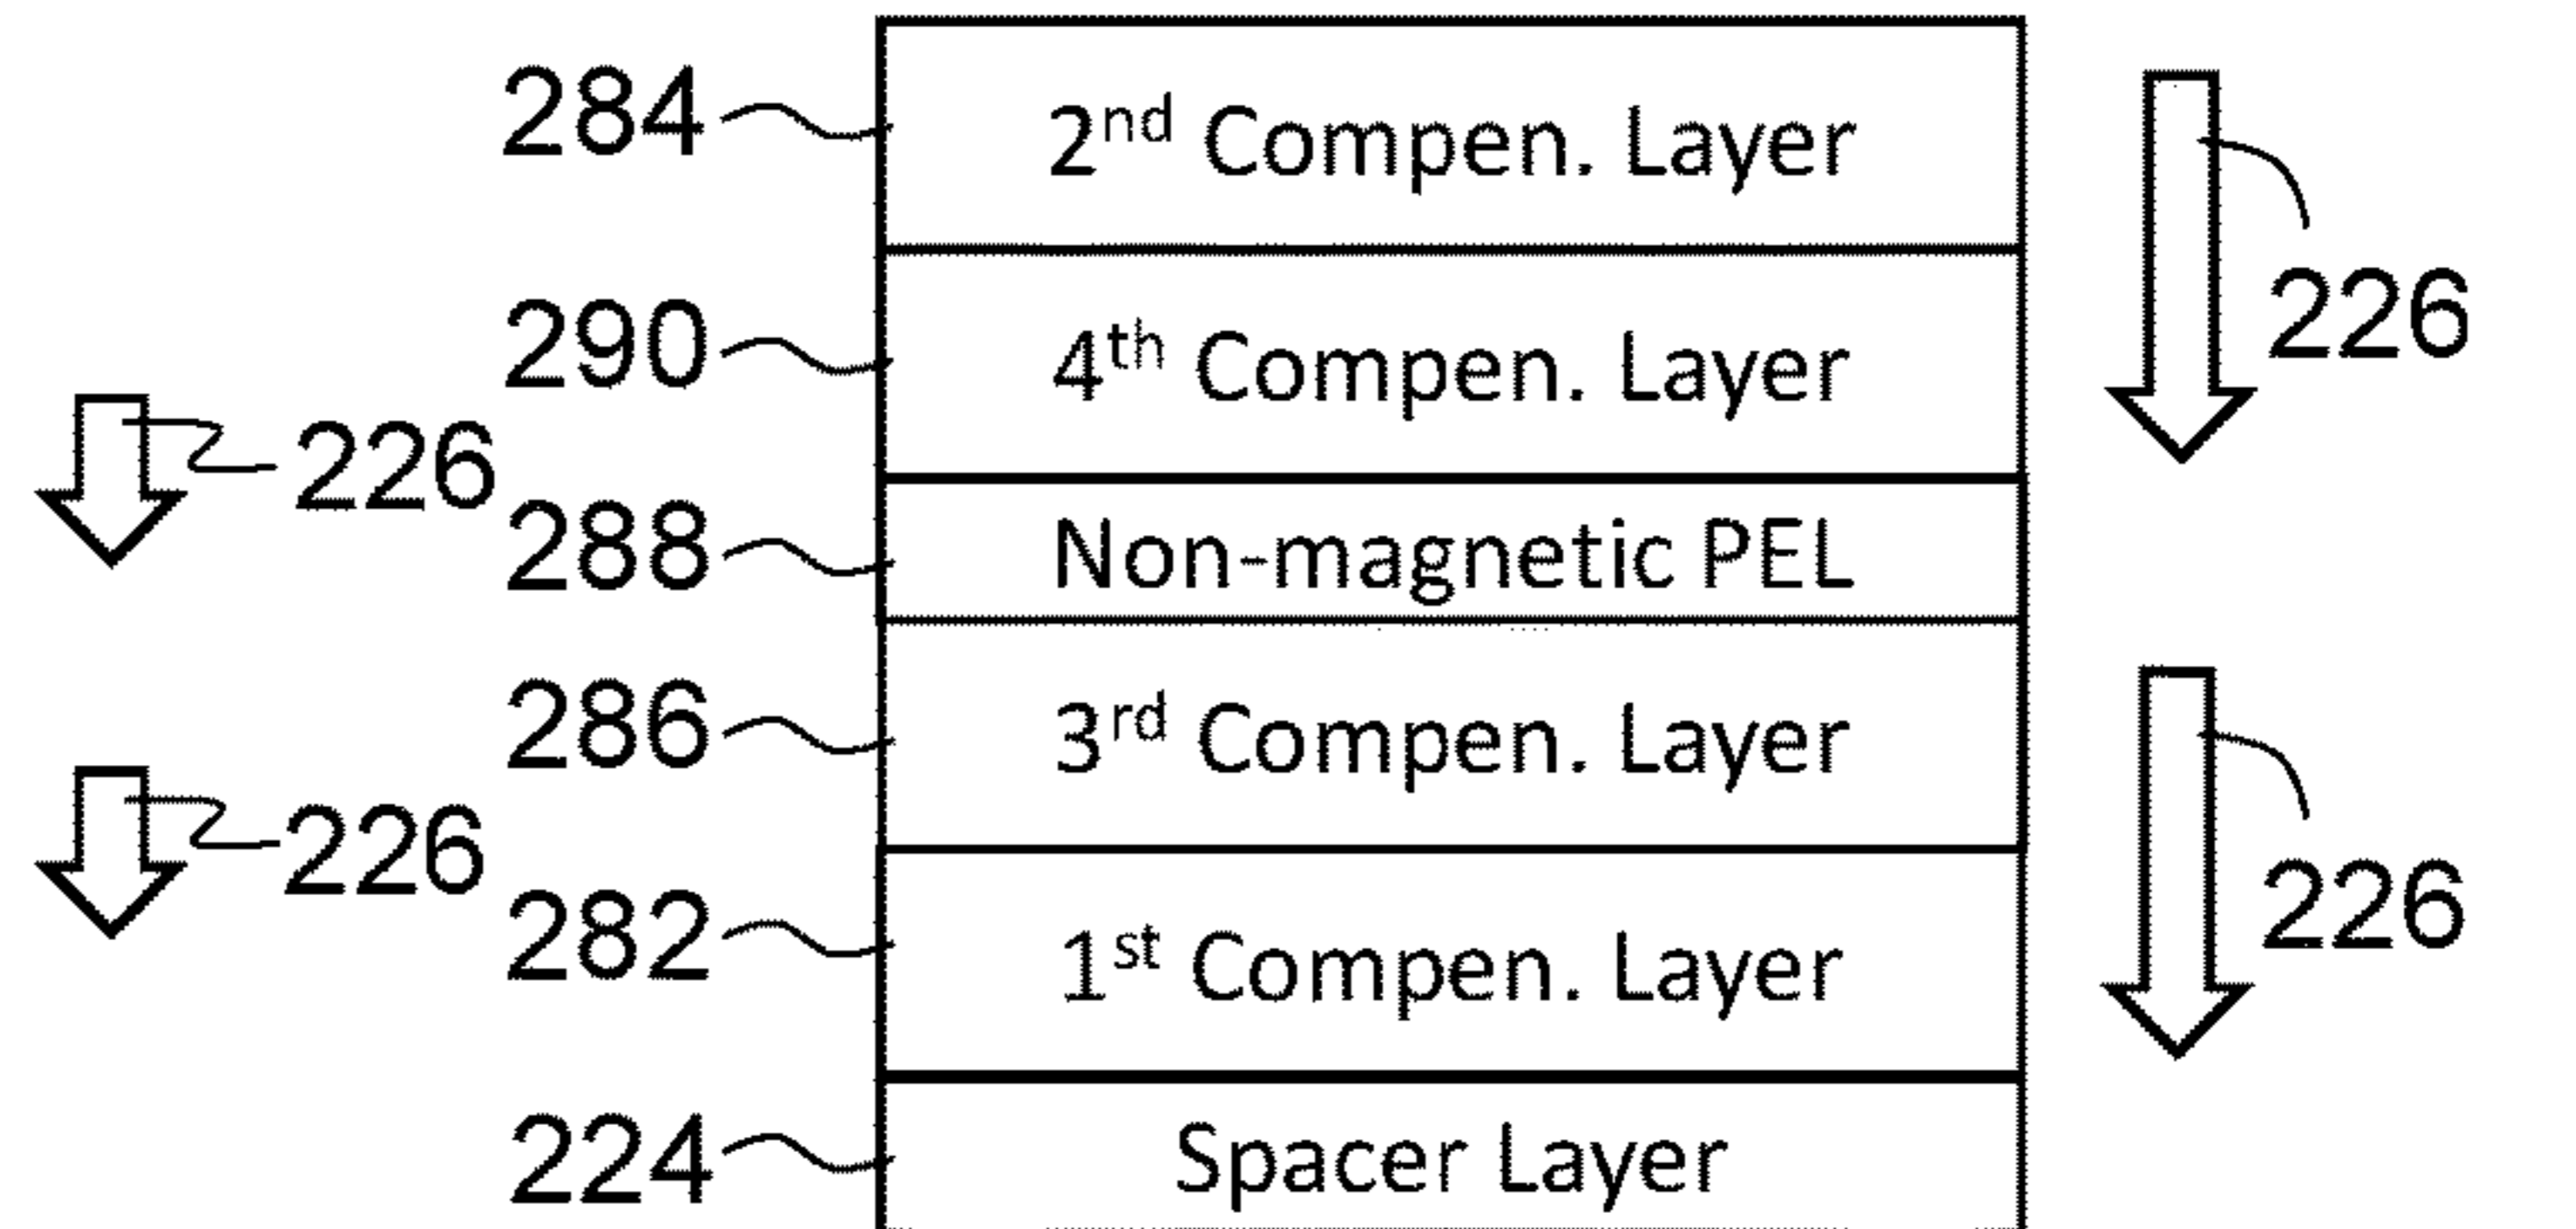 284 2nd Compen. Layer
226
290 4th Compen. Layer
226
288 Non-magnetic PEL
286 3rd Compen. Layer
226
282 1st Compen. Layer
226
224 Spacer Layer